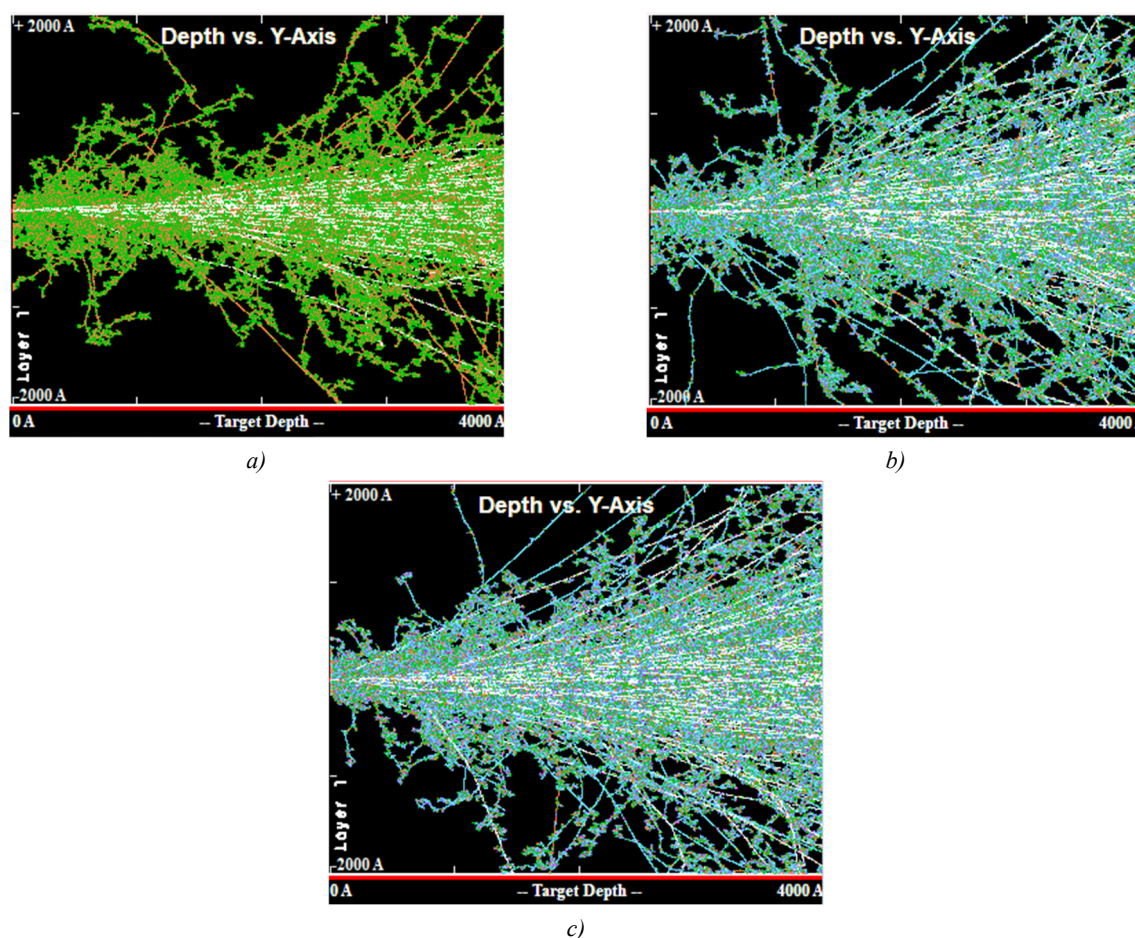 + 2000 A
Depth vs. Y-Axis
Layer 1
-2000 A
0 A
-- Target Depth --
4000 A
a)
+ 2000 A
Depth vs. Y-Axis
Layer 1
-2000 A
0 A
-- Target Depth --
4000
b)
+ 2000 A
Depth vs. Y-Axis
Layer 1
-2000 A
0 A
-- Target Depth --
4000 A
c)